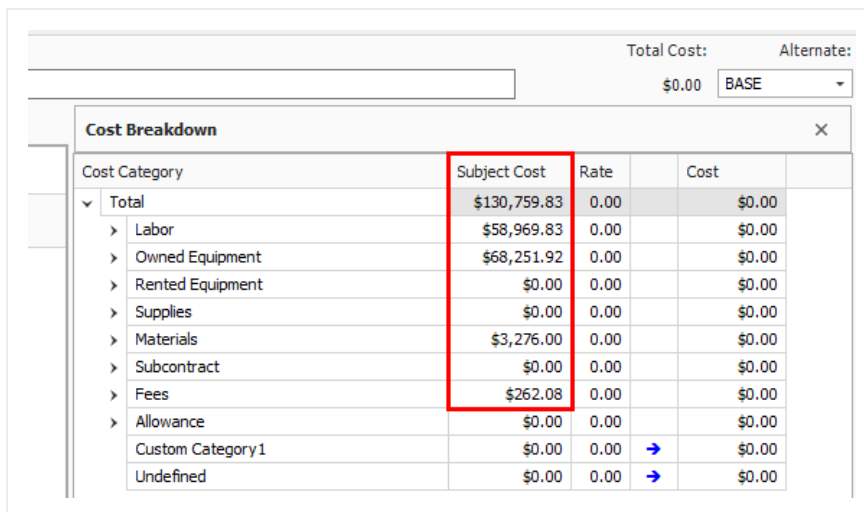 Total Cost: Alternate:
$0.00 BASE
Cost Breakdown
Cost Category Subject Cost Rate Cost
Total $130,759.83 0.00 $0.00
Labor $58,969.83 0.00 $0.00
Owned Equipment $68,251.92 0.00 $0.00
Rented Equipment $0.00 0.00 $0.00
Supplies $0.00 0.00 $0.00
Materials $3,276.00 0.00 $0.00
Subcontract $0.00 0.00 $0.00
Fees $262.08 0.00 $0.00
Allowance $0.00 0.00 $0.00
Custom Category1 $0.00 0.00 $0.00
Undefined $0.00 0.00 $0.00